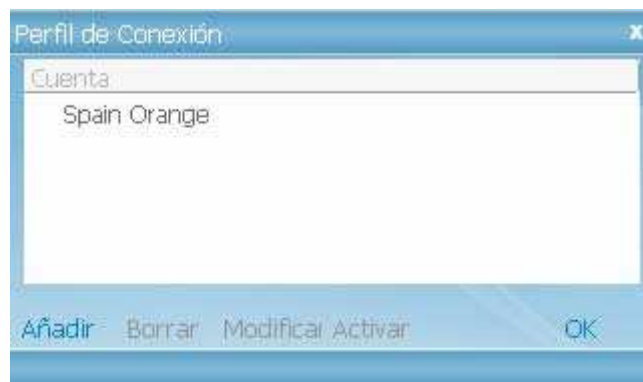 Perfil de Conexión x
Cuenta
Spain Orange
Añadir Borrar Modificar Activar OK